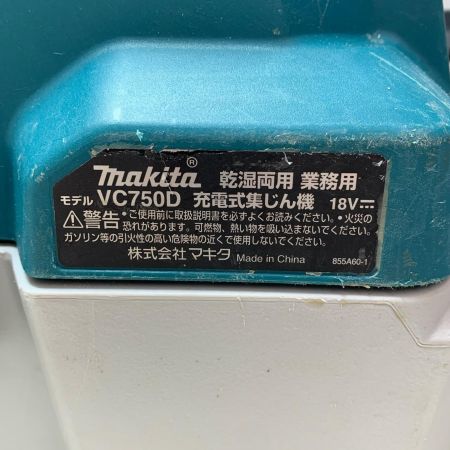 makita® 乾湿両用 業務用
モデル VC750D 充電式集じん機 18V⎓
⚠警告 •ご使用前に取扱説明書を必ずよくお読みください。•火災の
恐れがあります。可燃物、熱い物を吸い込まないでください。
ガソリン等の引火性の高い危険物の近くで使用しないでください。
株式会社マキタ Made in China 855A60-1